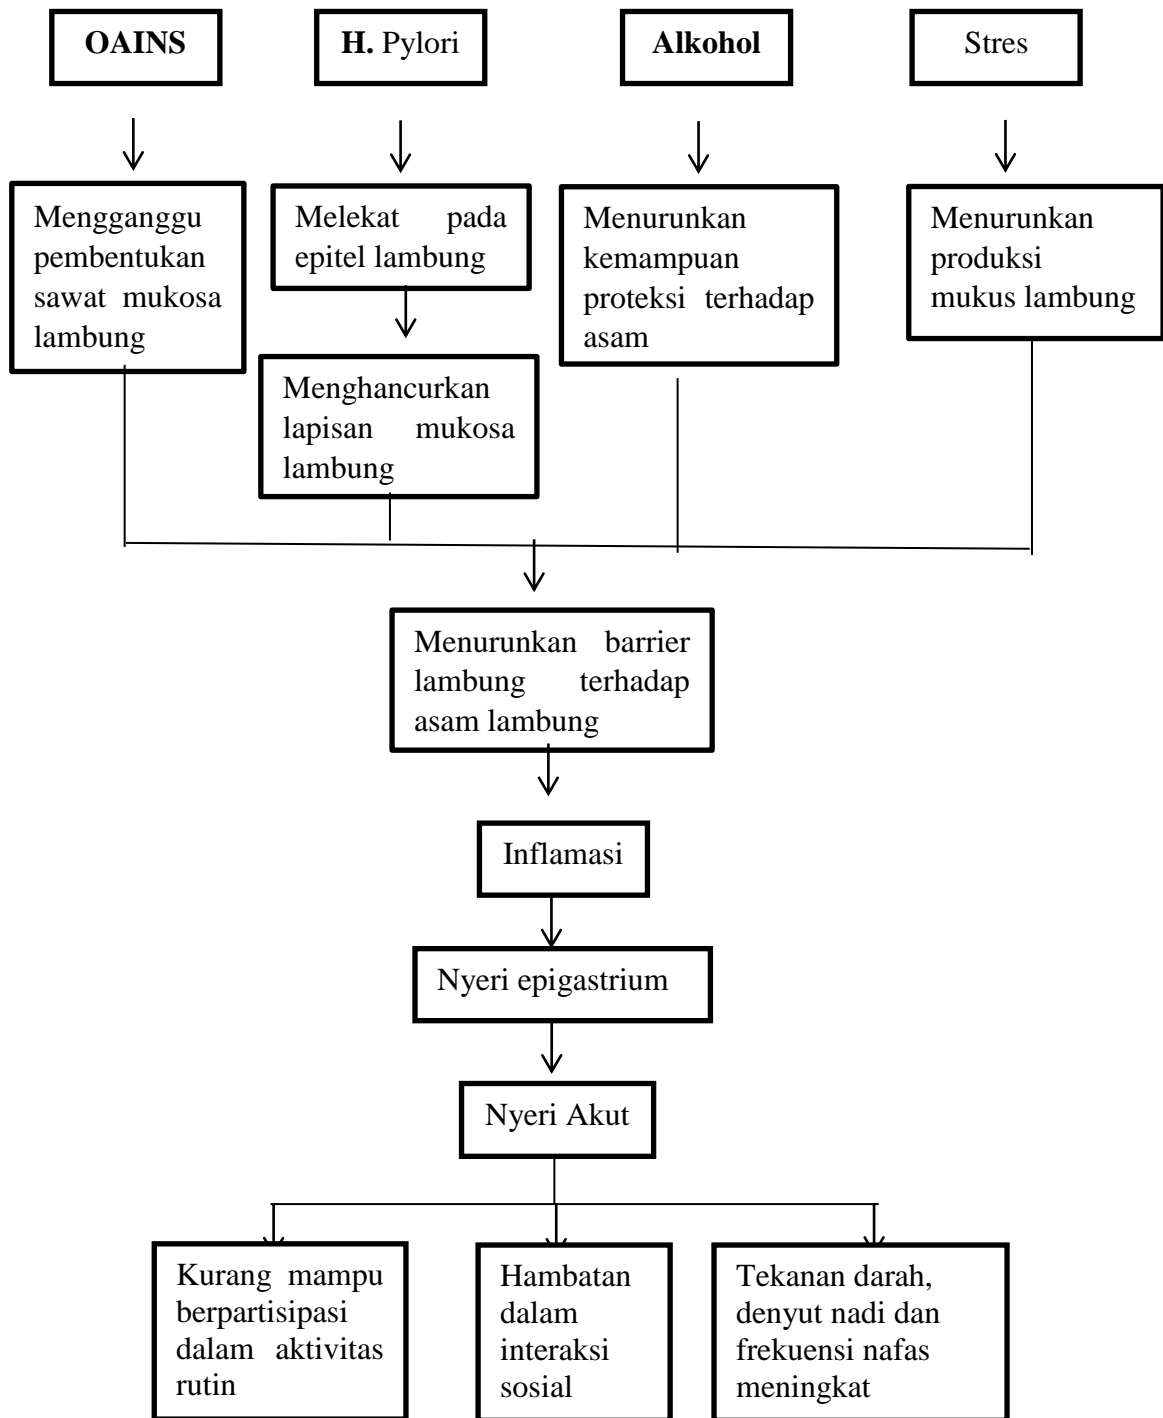 OAINS
H. Pylori
Alkohol
Stres
Mengganggu
pembentukan
sawat mukosa
lambung
Melekat pada
epitel lambung
Menghancurkan
lapisan mukosa
lambung
Menurunkan
kemampuan
proteksi terhadap
asam
Menurunkan
produksi
mukus lambung
Menurunkan barrier
lambung terhadap
asam lambung
Inflamasi
Nyeri epigastrium
Nyeri Akut
Kurang mampu
berpartisipasi
dalam aktivitas
rutin
Hambatan
dalam
interaksi
sosial
Tekanan darah,
denyut nadi dan
frekuensi nafas
meningkat